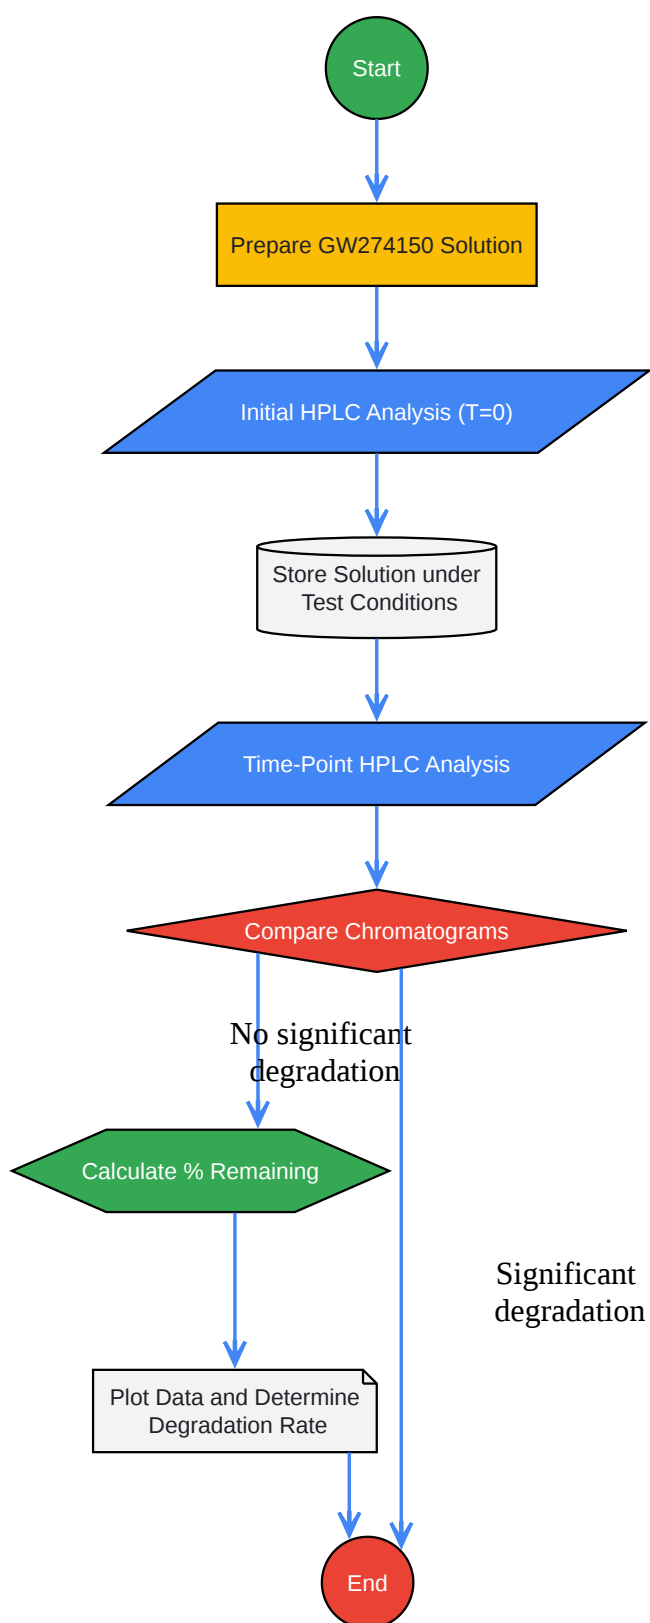 Start
Prepare GW274150 Solution
Initial HPLC Analysis (T=0)
Store Solution under
Test Conditions
Time-Point HPLC Analysis
Compare Chromatograms
No significant
degradation
Calculate % Remaining
Significant
degradation
Plot Data and Determine
Degradation Rate
End